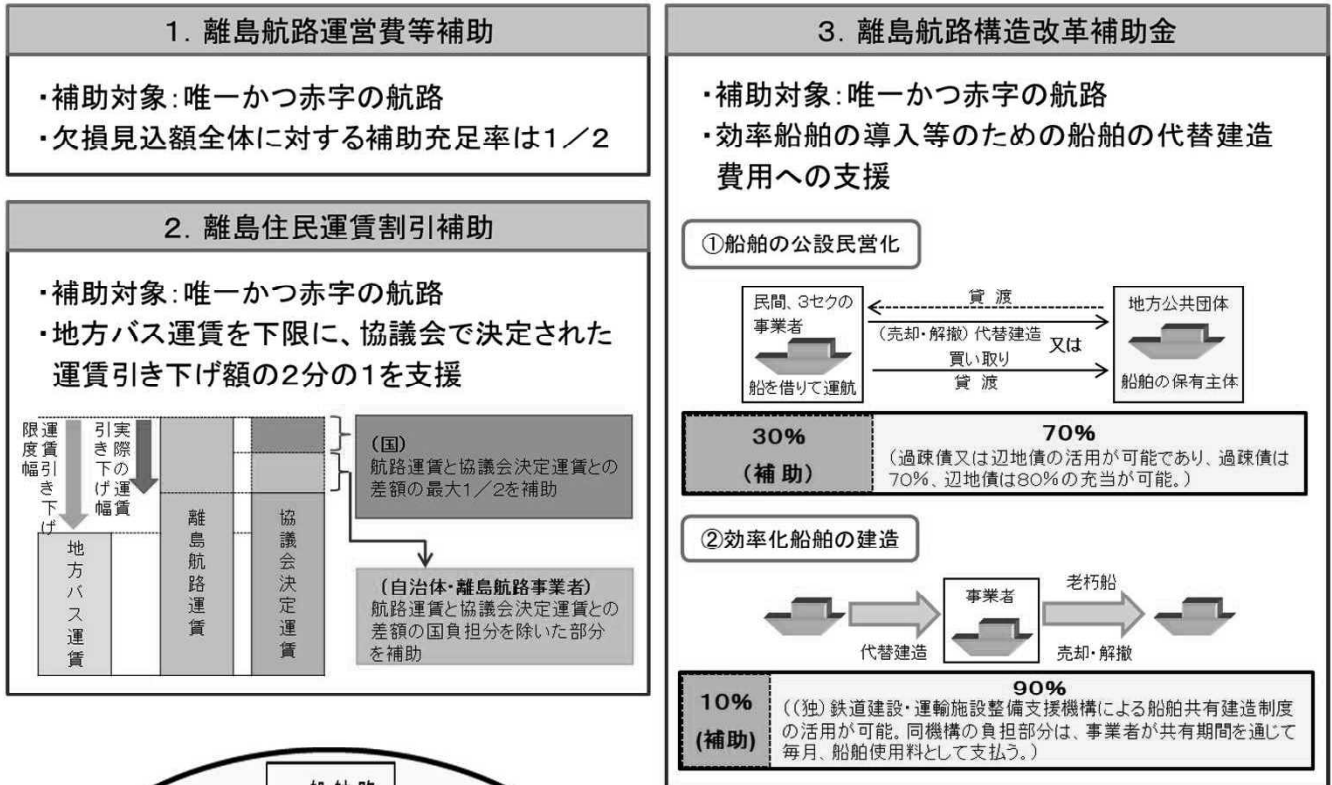 1. 離島航路運営費等補助
・補助対象：唯一かつ赤字の航路
・欠損見込額全体に対する補助充足率は1／2
2. 離島住民運賃割引補助
・補助対象：唯一かつ赤字の航路
・地方バス運賃を下限に、協議会で決定された
運賃引き下げ額の2分の1を支援
運賃引き下げ
限度幅
実際の運賃
引き下げ幅
地方バス運賃
離島航路運賃
協議会決定運賃
(国)
航路運賃と協議会決定運賃との
差額の最大1／2を補助
(自治体・離島航路事業者)
航路運賃と協議会決定運賃との
差額の国負担分を除いた部分
を補助
3. 離島航路構造改革補助金
・補助対象：唯一かつ赤字の航路
・効率船舶の導入等のための船舶の代替建造
費用への支援
①船舶の公設民営化
民間、3セクの
事業者
船を借りて運航
貸 渡
(売却・解撤) 代替建造
又は
買い取り
貸 渡
地方公共団体
船舶の保有主体
30%
(補 助)
70%
(過疎債又は辺地債の活用が可能であり、過疎債は
70%、辺地債は80%の充当が可能。)
②効率化船舶の建造
代替建造
事業者
老朽船
売却・解撤
10%
(補助)
90%
((独)鉄道建設・運輸施設整備支援機構による船舶共有建造制度
の活用が可能。同機構の負担部分は、事業者が共有期間を通じて
毎月、船舶使用料として支払う。)